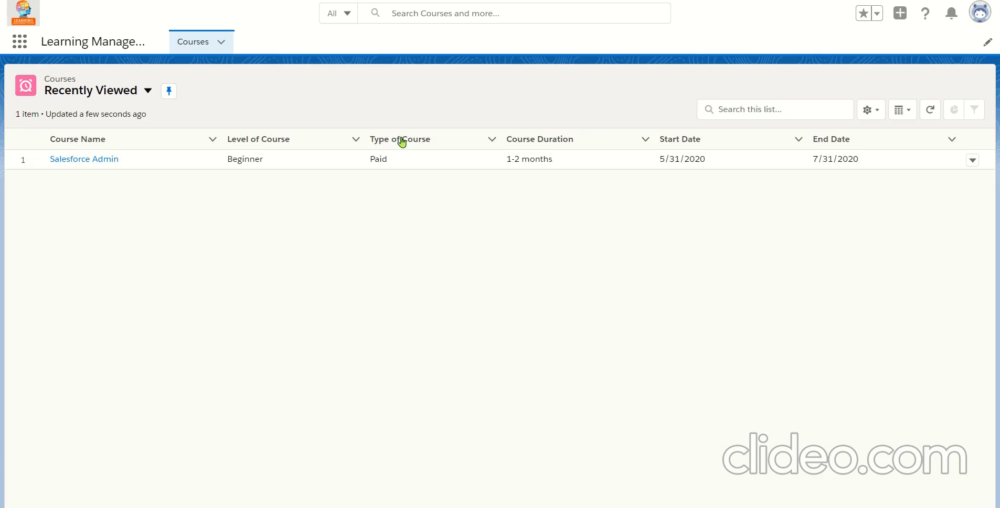 LEARNING
All
Search Courses and more...
Learning Manage...
Courses
Courses
Recently Viewed
1 item • Updated a few seconds ago
Search this list...
Course Name Level of Course Type of Course Course Duration Start Date End Date
1 Salesforce Admin Beginner Paid 1-2 months 5/31/2020 7/31/2020
clideo.com